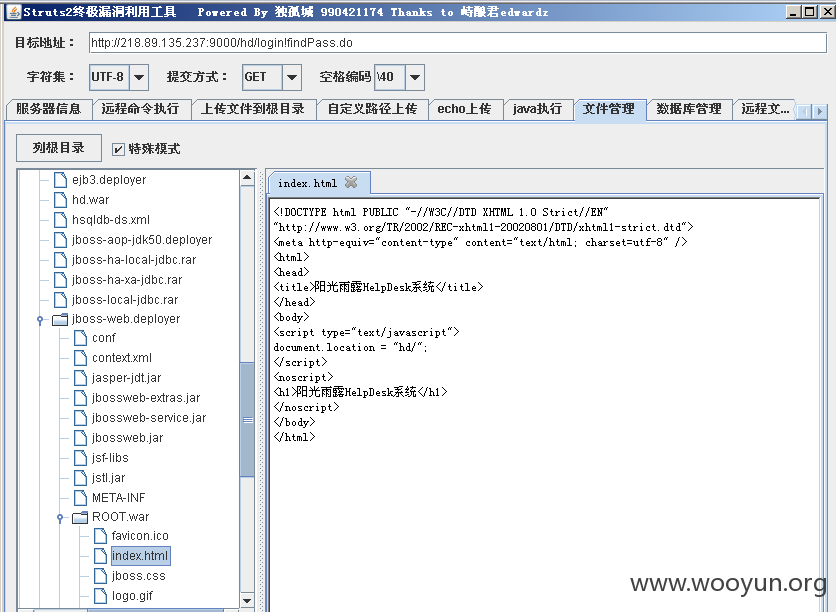 Struts2终极漏洞利用工具 Powered By 独孤城 990421174 Thanks to 峙酸君edwardz
目标地址： http://218.89.135.237:9000/hd/login!findPass.do
字符集： UTF-8 提交方式： GET 空格编码 \40
服务器信息 远程命令执行 上传文件到根目录 自定义路径上传 echo上传 java执行 文件管理 数据库管理 远程文...
列根目录 特殊模式
ejb3.deployer
hd.war
hsqldb-ds.xml
jboss-aop-jdk50.deployer
jboss-ha-local-jdbc.rar
jboss-ha-xa-jdbc.rar
jboss-local-jdbc.rar
jboss-web.deployer
conf
context.xml
jasper-jdt.jar
jbossweb-extras.jar
jbossweb-service.jar
jbossweb.jar
jsf-libs
jstl.jar
META-INF
ROOT.war
favicon.ico
index.html
jboss.css
logo.gif
index.html
<!DOCTYPE html PUBLIC "-//W3C//DTD XHTML 1.0 Strict//EN"
"http://www.w3.org/TR/2002/REC-xhtml1-20020801/DTD/xhtml1-strict.dtd">
<meta http-equiv="content-type" content="text/html; charset=utf-8" />
<html>
<head>
<title>阳光雨露HelpDesk系统</title>
</head>
<body>
<script type="text/javascript">
document.location = "hd/";
</script>
<noscript>
<h1>阳光雨露HelpDesk系统</h1>
</noscript>
</body>
</html>
www.wooyun.org